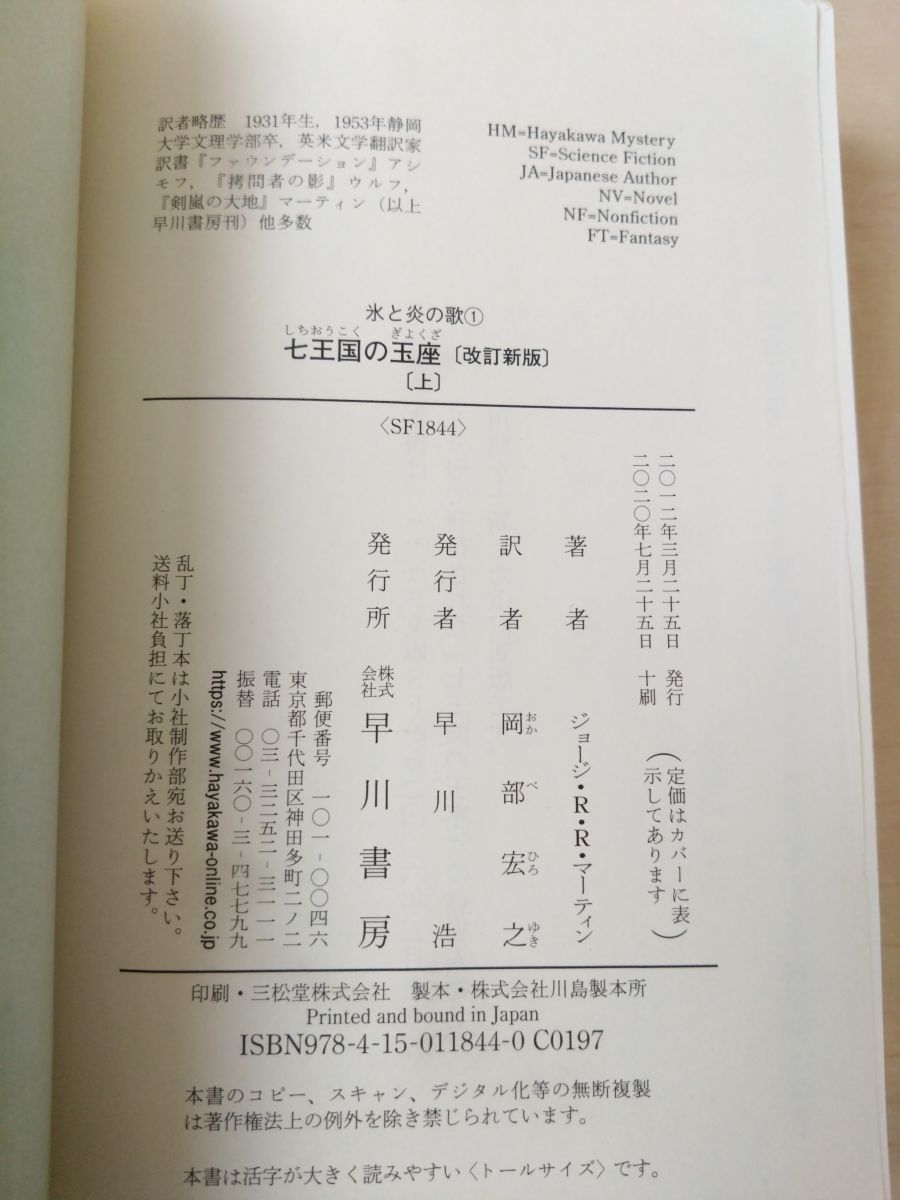 訳者略歴　1931年生，1953年静岡
大学文理学部卒，英米文学翻訳家
訳書『ファウンデーション』アシ
モフ，『拷問者の影』ウルフ，
『剣嵐の大地』マーティン（以上
早川書房刊）他多数
HM=Hayakawa Mystery
SF=Science Fiction
JA=Japanese Author
NV=Novel
NF=Nonfiction
FT=Fantasy
氷と炎の歌①
しちおうこく　ぎよくざ
七王国の玉座〔改訂新版〕
〔上〕
〈SF1844〉
二〇一二年三月二十五日　発行
二〇二〇年七月二十五日　十刷
（定価はカバーに表示してあります）
著者　ジョージ・R・R・マーティン
訳者　岡部宏之
おかべひろゆき
発行者　早川浩
発行所　株式会社早川書房
郵便番号　一〇一-〇〇四六
東京都千代田区神田多町二ノ二
電話　〇三-三二五二-三一一一
振替　〇〇一六〇-三-四七七九九
https://www.hayakawa-online.co.jp
乱丁・落丁本は小社制作部宛お送り下さい。
送料小社負担にてお取りかえいたします。
印刷・三松堂株式会社　製本・株式会社川島製本所
Printed and bound in Japan
ISBN978-4-15-011844-0 C0197
本書のコピー、スキャン、デジタル化等の無断複製
は著作権法上の例外を除き禁じられています。
本書は活字が大きく読みやすい〈トールサイズ〉です。